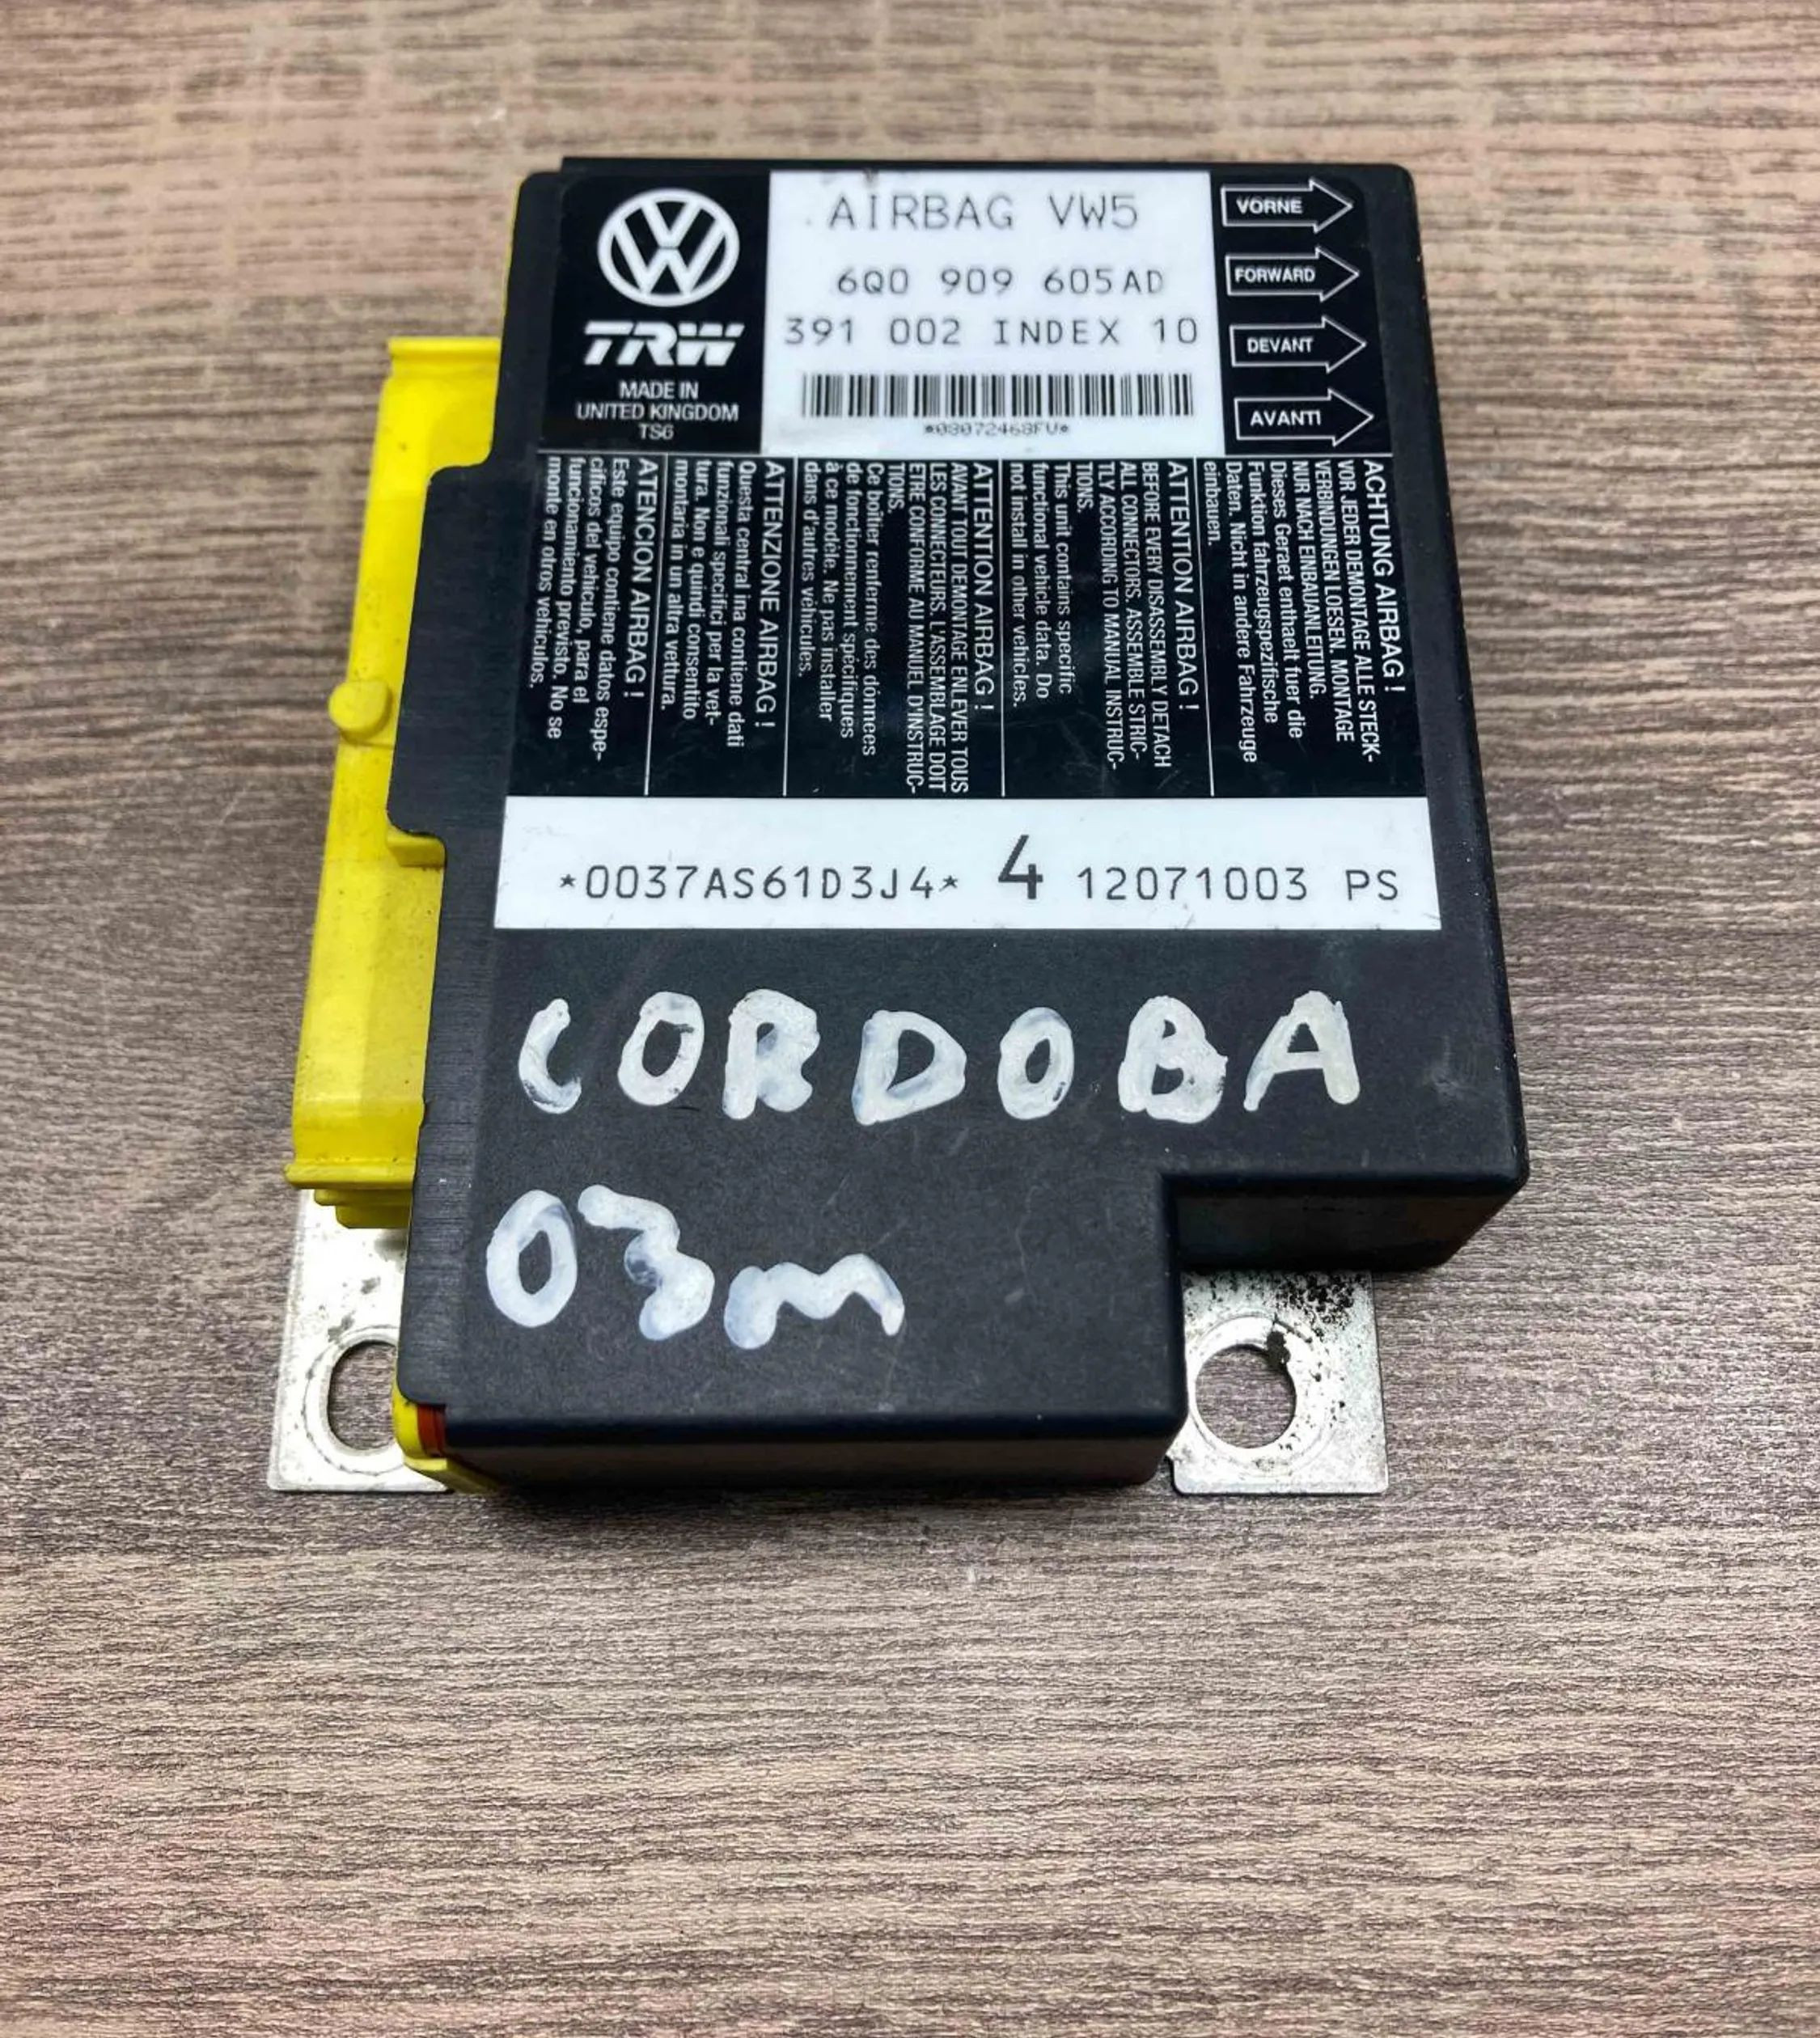 AIRBAG VW5
6Q0 909 605AD
391 002 INDEX 10
*08072468FV*
TRW
MADE IN
UNITED KINGDOM
TS6
VORNE
FORWARD
DEVANT
AVANTI
ACHTUNG AIRBAG !
VOR JEDER DEMONTAGE ALLE STECK-
VERBINDUNGEN LOESEN. MONTAGE
NUR NACH EINBAUANLEITUNG.
Dieses Geraet enthaelt fuer die
Funktion fahrzeugspezifische
Daten. Nicht in andere Fahrzeuge
einbauen.
ATTENTION AIRBAG !
BEFORE EVERY DISASSEMBLY DETACH
ALL CONNECTORS. ASSEMBLE STRIC-
TLY ACCORDING TO MANUAL INSTRUC-
TIONS.
This unit contains specific
functional vehicle data. Do
not install in other vehicles.
ATTENTION AIRBAG !
AVANT TOUT DEMONTAGE ENLEVER TOUS
LES CONNECTEURS. L'ASSEMBLAGE DOIT
ETRE CONFORME AU MANUEL D'INSTRUC-
TIONS.
Ce boîtier renferme des données
de fonctionnement spécifiques
à ce modèle. Ne pas installer
dans d'autres véhicules.
ATTENZIONE AIRBAG !
Questa central ina contiene dati
funzionali specifici per la vet-
tura. Non e quindi consentito
montaria in un altra vettura.
ATENCION AIRBAG !
Este equipo contiene datos espe-
cificos del vehiculo, para el
funcionamiento previsto. No se
monte en otros vehiculos.
*0037AS61D3J4* 4 12071003 PS
CORDOBA
03m